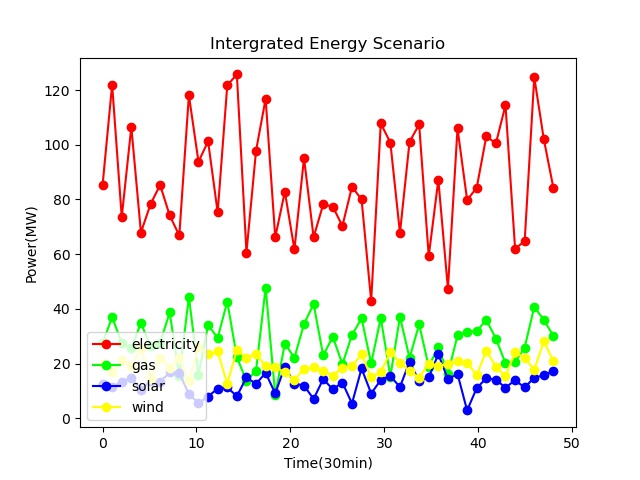 Intergrated Energy Scenario
Power(MW)
120
100
80
60
40
20
0
electricity
gas
solar
wind
0 10 20 30 40 50
Time(30min)